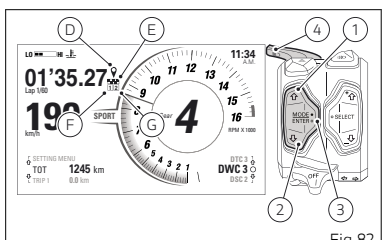 D
E
1
4
LO HI
11:34
A.M.
01'35.27
Lap 1/60
1 2
199
km/h
SPORT
F
G
Gear
4
1 2 3 4 5 6 7 8 9 10 11 12 13 14 15 16
RPM X 1000
SETTING MENU
TOT 1245 km
TRIP 1 0.0 km
DTC 3
DWC 3
DSC 2
MODE
ENTER
SELECT
OFF
2
3
Fig 82